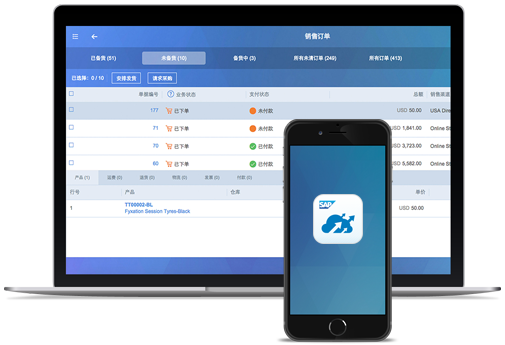 销售订单
已备货 (51) 未备货 (10) 备货中 (3) 所有未清订单 (249) 所有订单 (413)
已选择: 0 / 10 安排发货 请求采购
单据编号 ? 业务状态 支付状态 总额 销售渠道
177 已下单 未付款 USD 50.00 USA Dire
71 已下单 未付款 USD 1,841.00 Online St
70 已下单 已付款 USD 3,723.00 Online St
60 已下单 已付款 USD 5,582.00 Online St
产品 (1) 运费 (0) 退货 (0) 物流 (0) 发票 (0) 付款 (0)
行号 产品 仓库 单价
1 TT00002-BL USD 50.00
Fyxation Session Tyres-Black
SAP